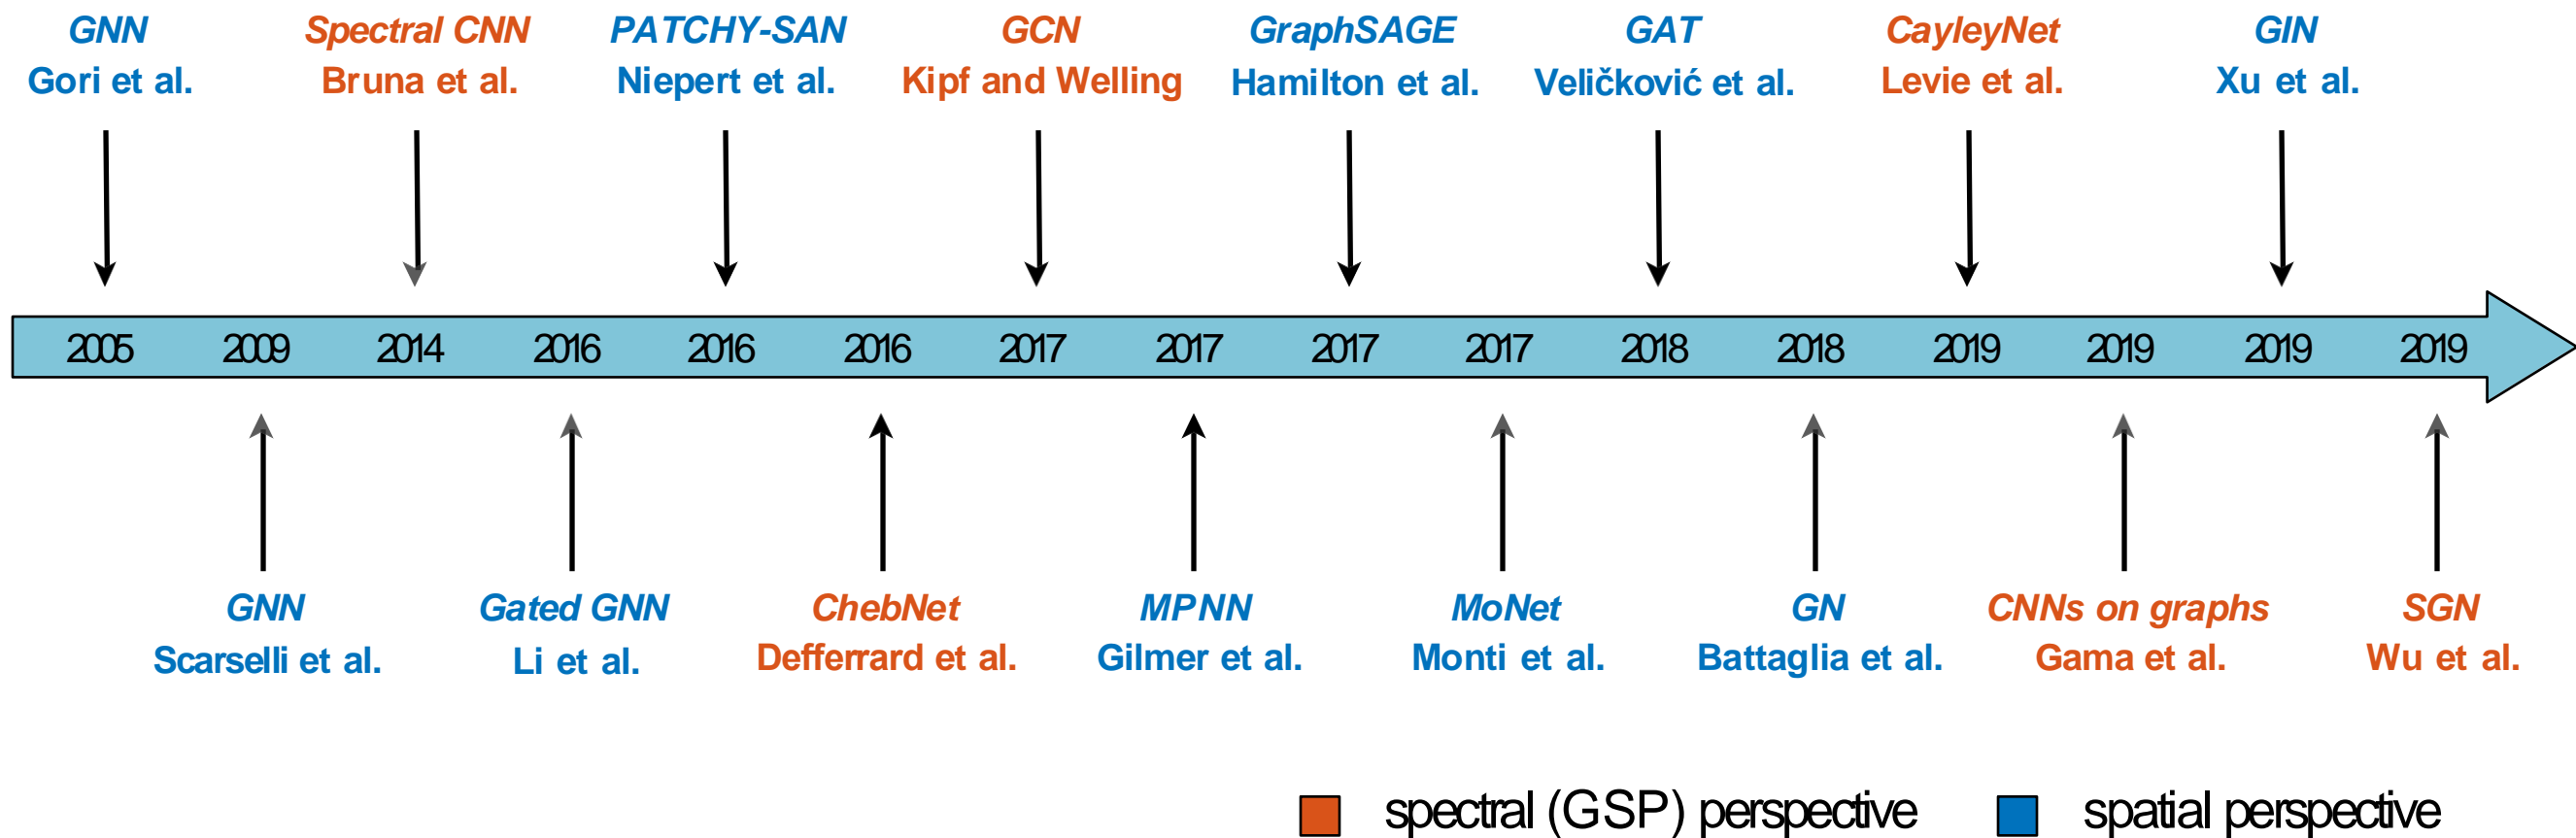 GNN Spectral CNN PATCHY-SAN GCN GraphSAGE GAT CayleyNet GIN
Gori et al. Bruna et al. Niepert et al. Kipf and Welling Hamilton et al. Veličković et al. Levie et al. Xu et al.
2005 2009 2014 2016 2016 2016 2017 2017 2017 2017 2018 2018 2019 2019 2019 2019
GNN Gated GNN ChebNet MPNN MoNet GN CNNs on graphs SGN
Scarselli et al. Li et al. Defferrard et al. Gilmer et al. Monti et al. Battaglia et al. Gama et al. Wu et al.
spectral (GSP) perspective spatial perspective